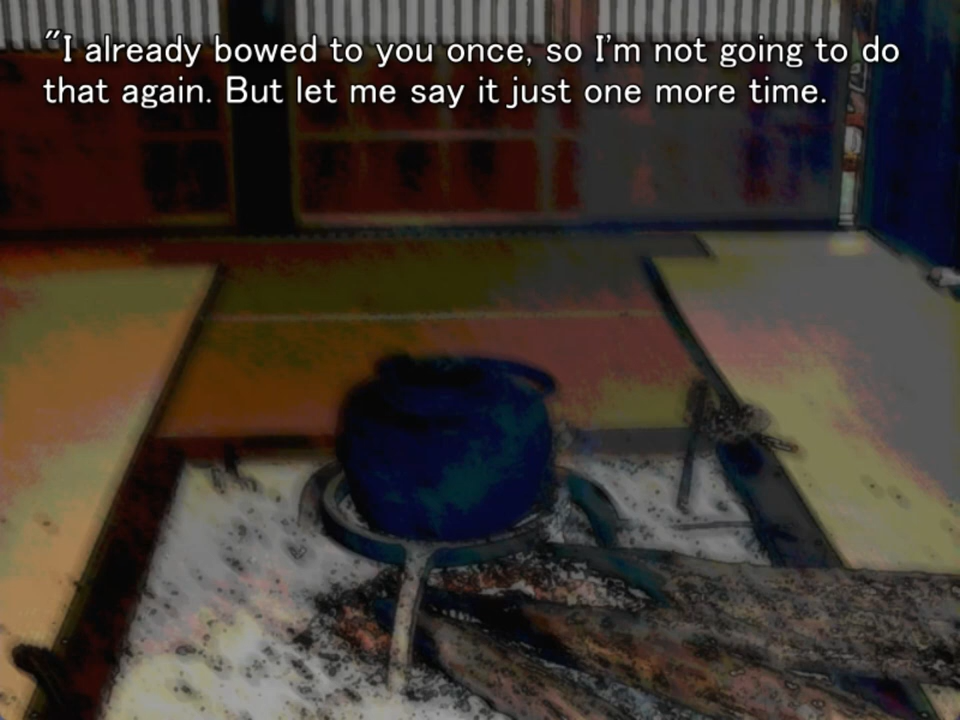 "I already bowed to you once, so I'm not going to do
that again. But let me say it just one more time.